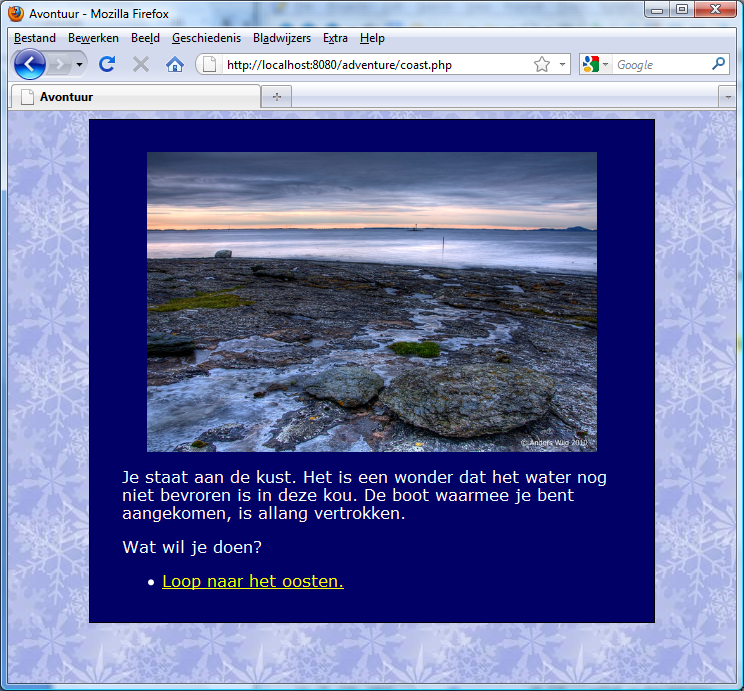 Avontuur - Mozilla Firefox
Bestand Bewerken Beeld Geschiedenis Bladwijzers Extra Help
http://localhost:8080/adventure/coast.php
Google
Avontuur
© Anders Wud 2010
Je staat aan de kust. Het is een wonder dat het water nog
niet bevroren is in deze kou. De boot waarmee je bent
aangekomen, is allang vertrokken.
Wat wil je doen?
Loop naar het oosten.